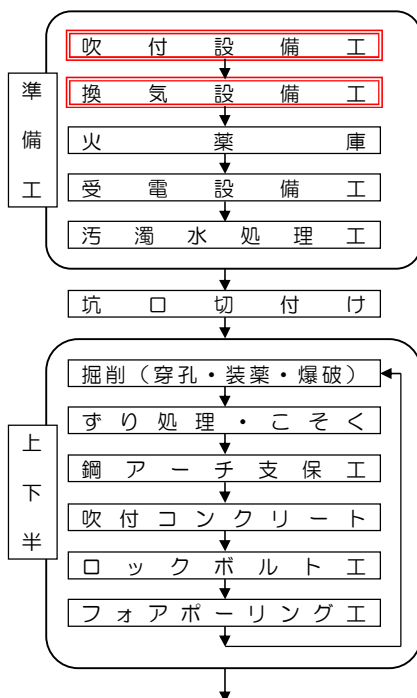 準備工
吹付設備工
換気設備工
火薬庫
受電設備工
汚濁水処理工
坑口切付け
上下半
掘削（穿孔・装薬・爆破）
ずり処理・こそく
鋼アーチ支保工
吹付コンクリート
ロックボルト工
フォアポーリング工